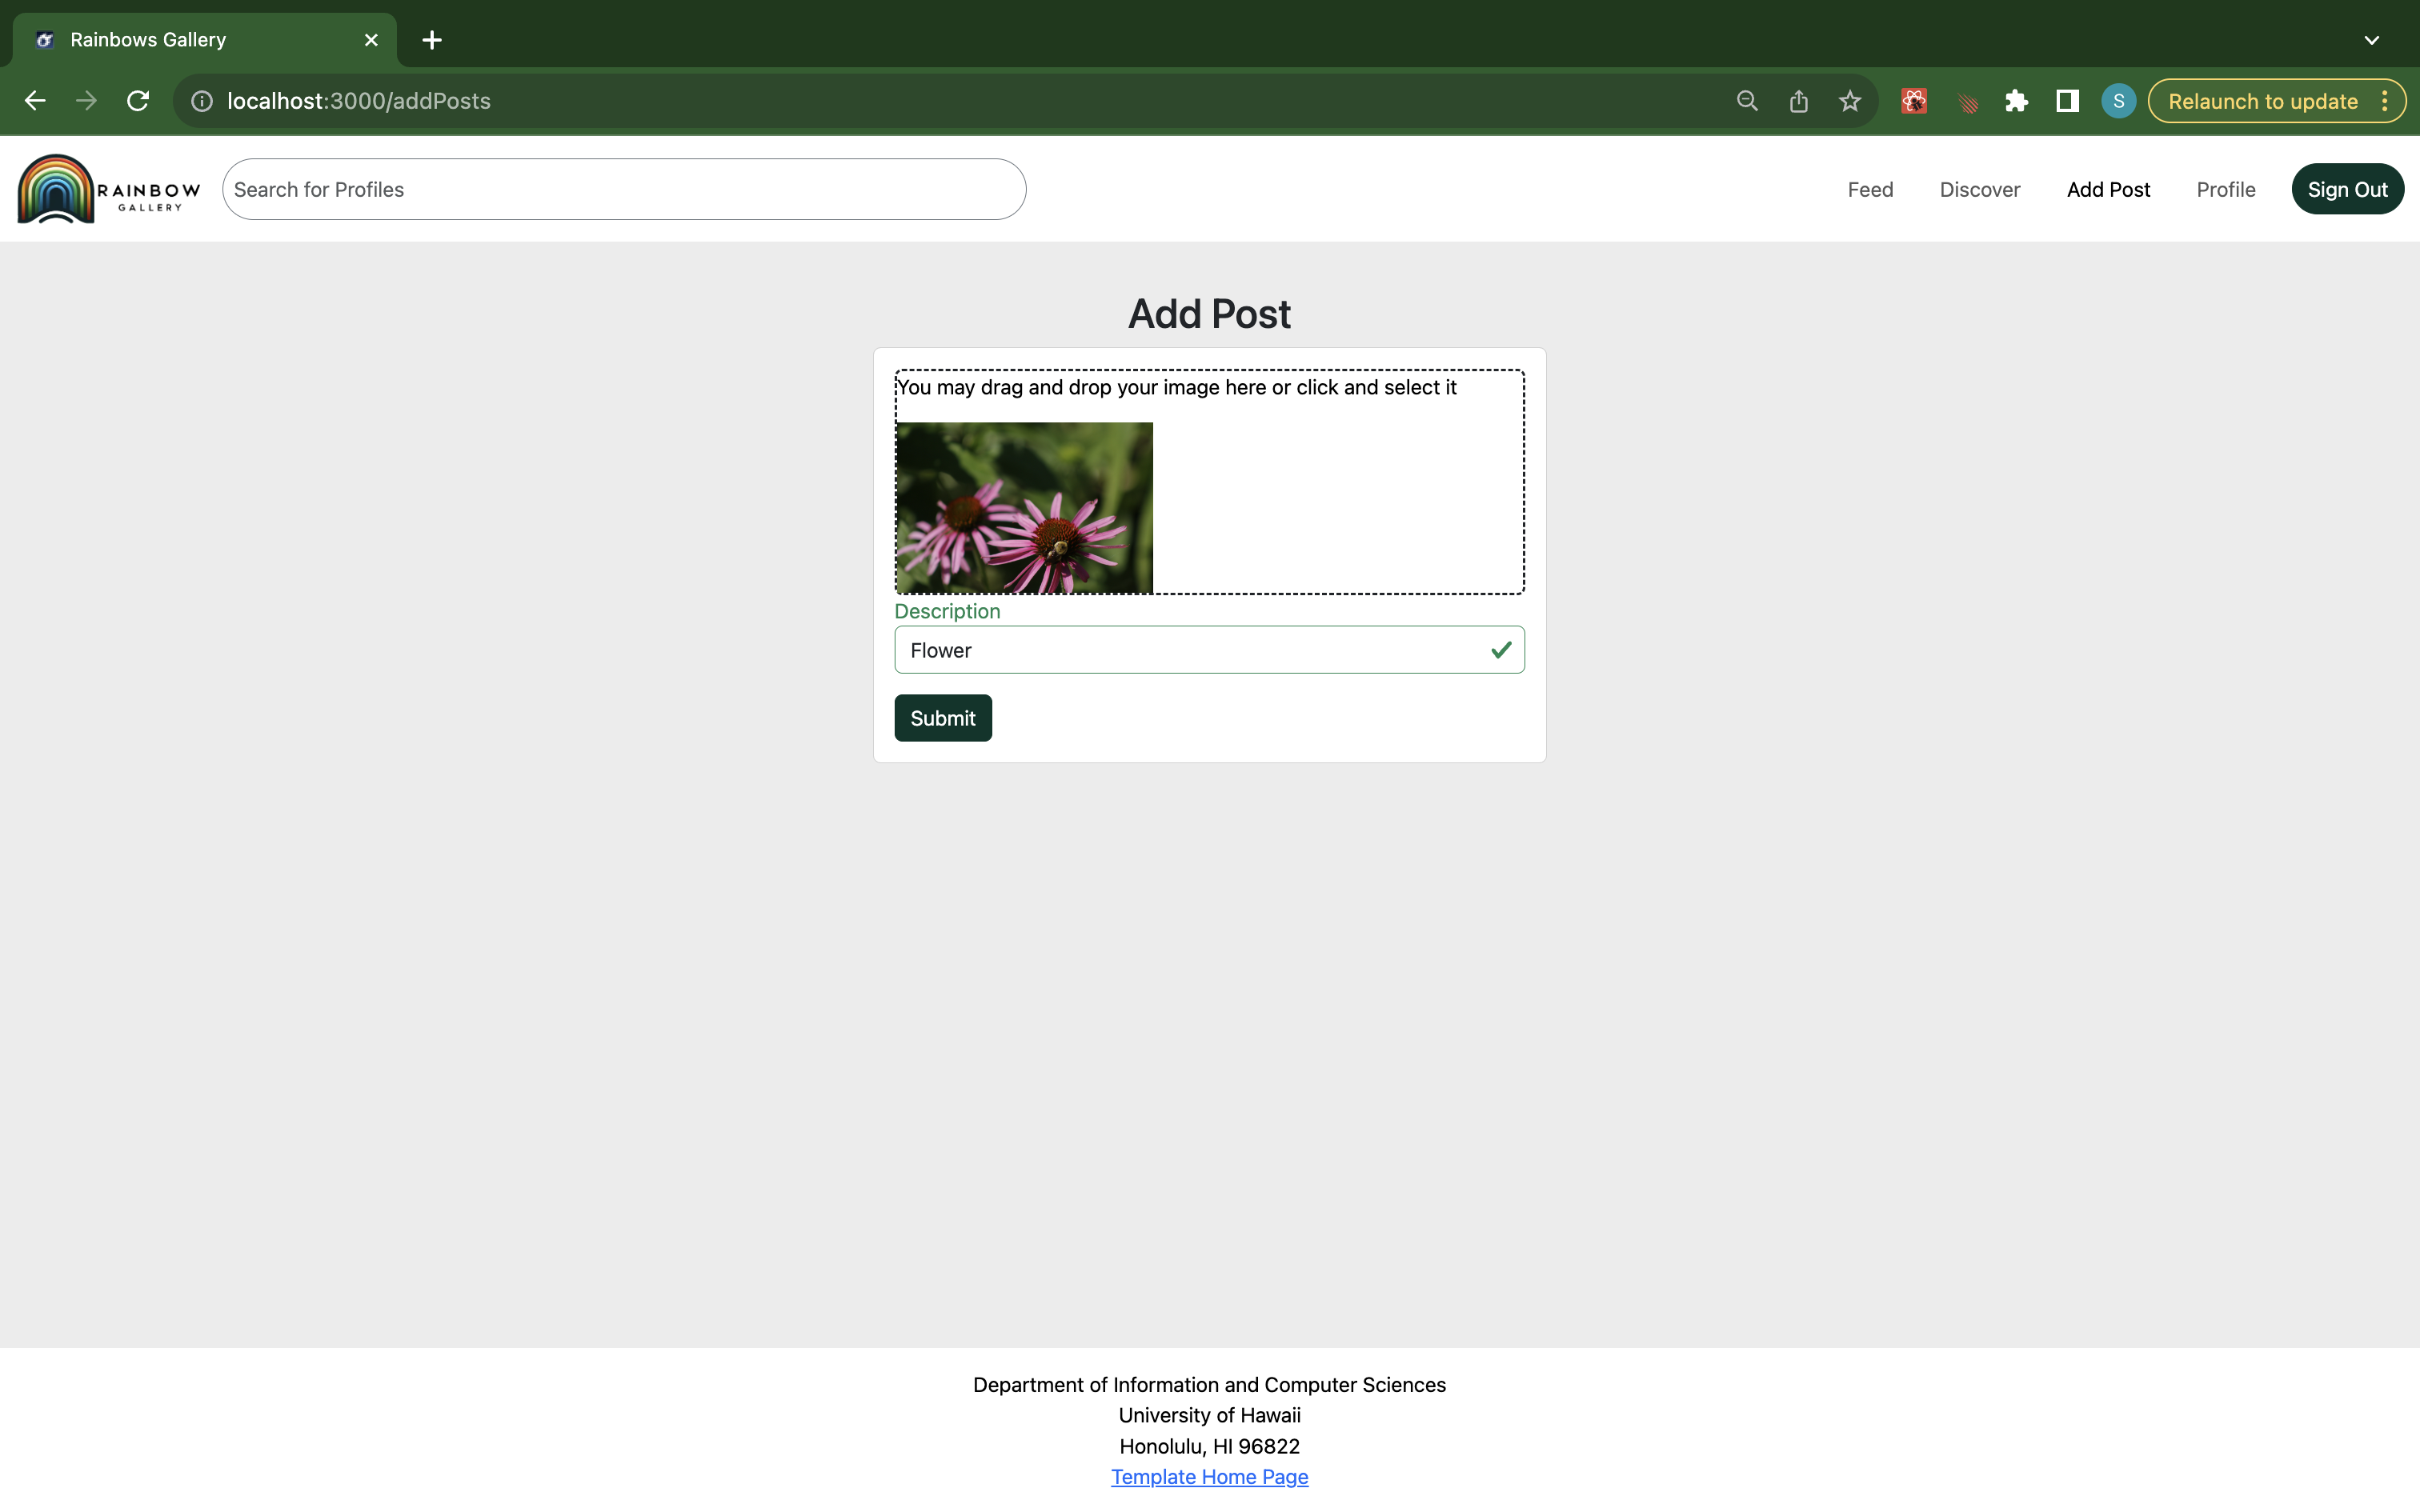 Rainbows Gallery
localhost:3000/addPosts
S
Relaunch to update
RAINBOW
GALLERY
Search for Profiles
Feed
Discover
Add Post
Profile
Sign Out
Add Post
You may drag and drop your image here or click and select it
Description
Flower
Submit
Department of Information and Computer Sciences
University of Hawaii
Honolulu, HI 96822
Template Home Page